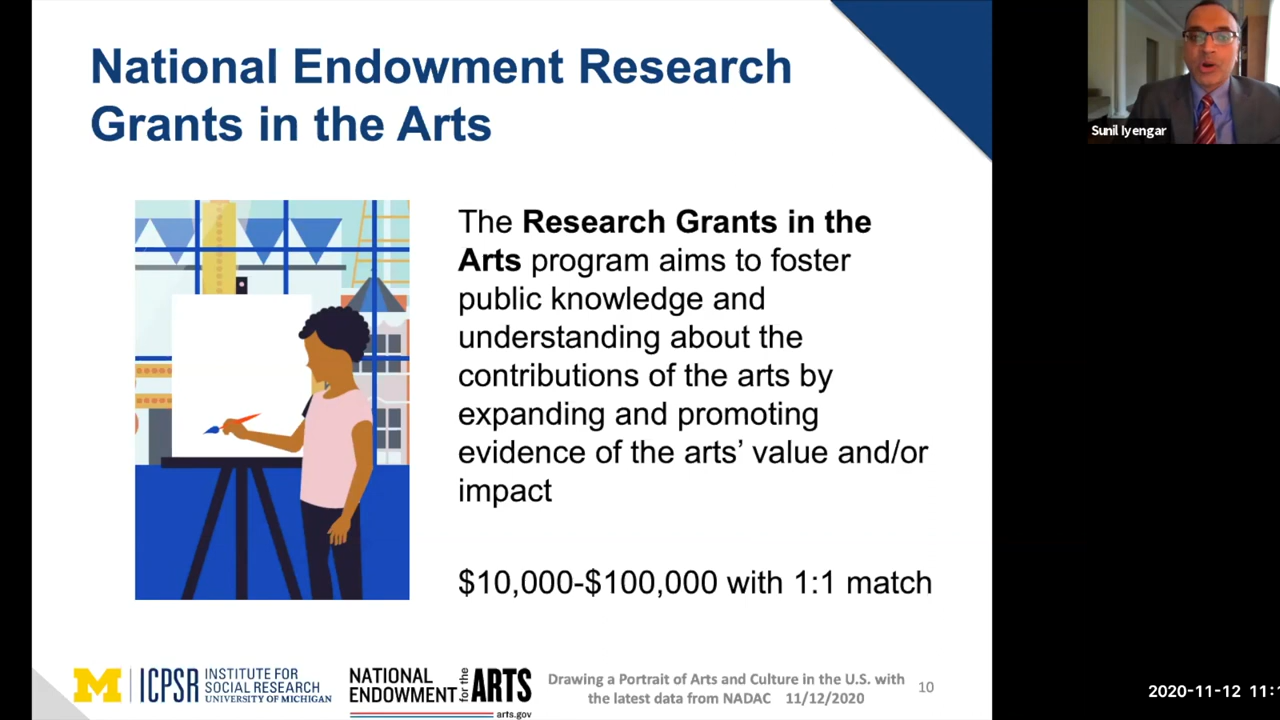 National Endowment Research
Grants in the Arts
The Research Grants in the
Arts program aims to foster
public knowledge and
understanding about the
contributions of the arts by
expanding and promoting
evidence of the arts' value and/or
impact
$10,000-$100,000 with 1:1 match
Sunil Iyengar
M ICPSR INSTITUTE FOR
SOCIAL RESEARCH
UNIVERSITY OF MICHIGAN
NATIONAL
ENDOWMENT for the ARTS
arts.gov
Drawing a Portrait of Arts and Culture in the U.S. with
the latest data from NADAC 11/12/2020
10
2020-11-12 11:1